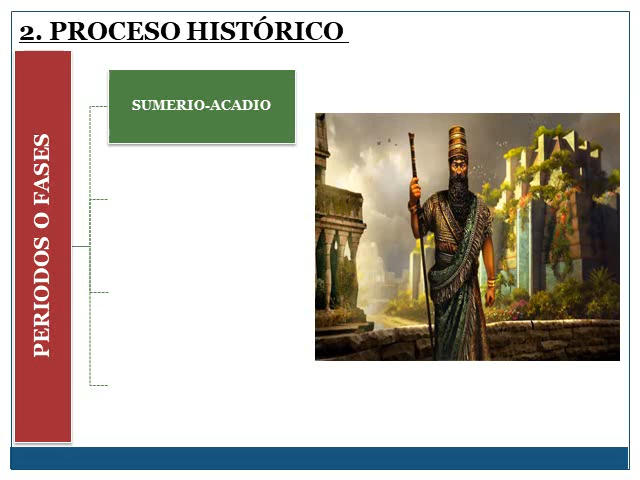 2. PROCESO HISTÓRICO
PERIODOS O FASES
SUMERIO-ACADIO